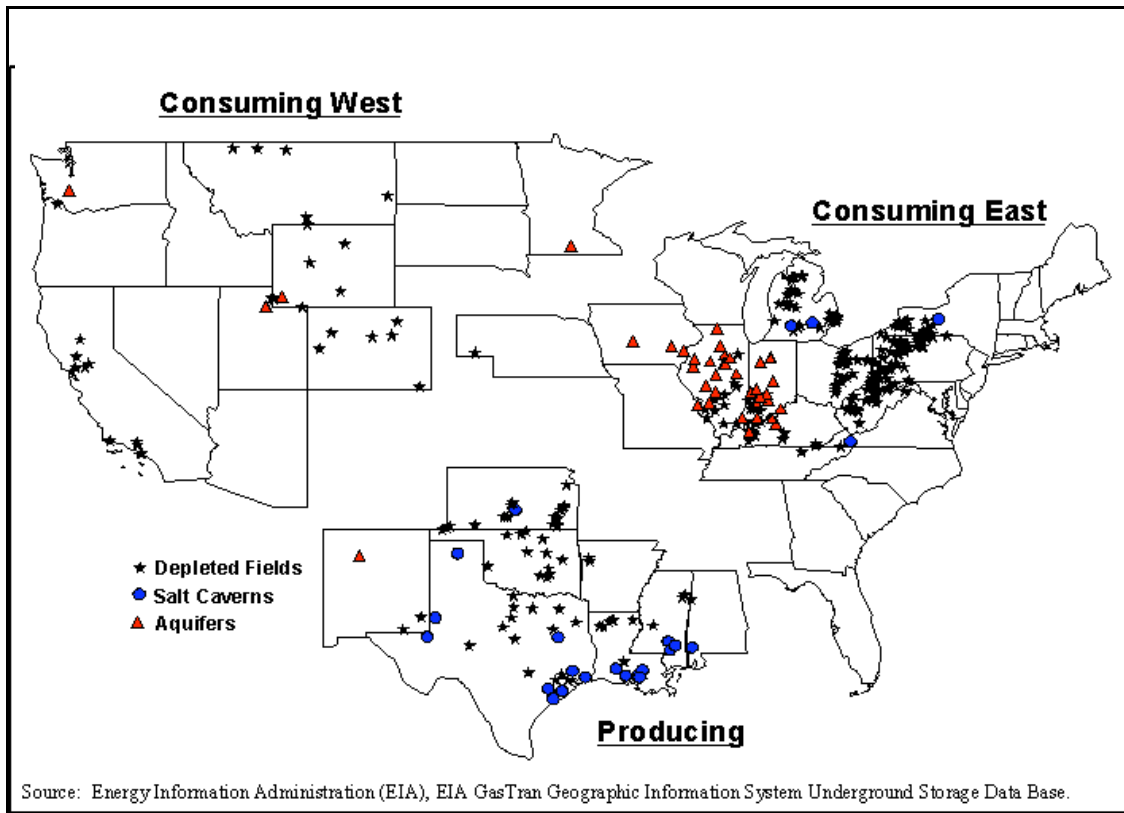 Consuming West
Consuming East
Depleted Fields
Salt Caverns
Aquifers
Producing
Source: Energy Information Administration (EIA), EIA GasTran Geographic Information System Underground Storage Data Base.